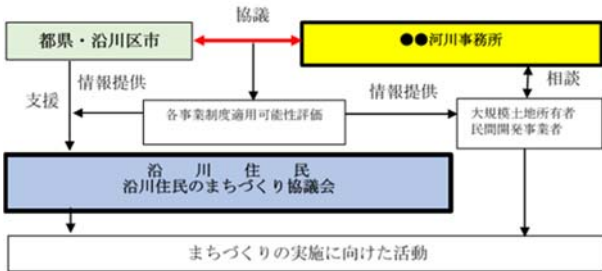 協議
都県・沿川区市
●●河川事務所
情報提供
支援
情報提供
相談
各事業制度適用可能性評価
大規模土地所有者
民間開発事業者
沿川住民
沿川住民のまちづくり協議会
まちづくりの実施に向けた活動